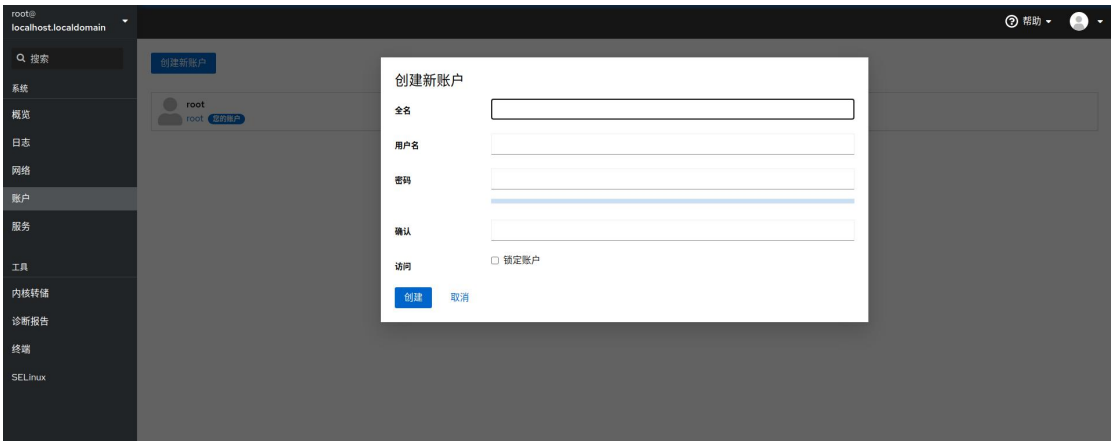 root@
localhost.localdomain
帮助
搜索
系统
概览
日志
网络
账户
服务
工具
内核转储
诊断报告
终端
SELinux
创建新账户
root
root 您的账户
创建新账户
全名
用户名
密码
确认
访问
锁定账户
创建 取消